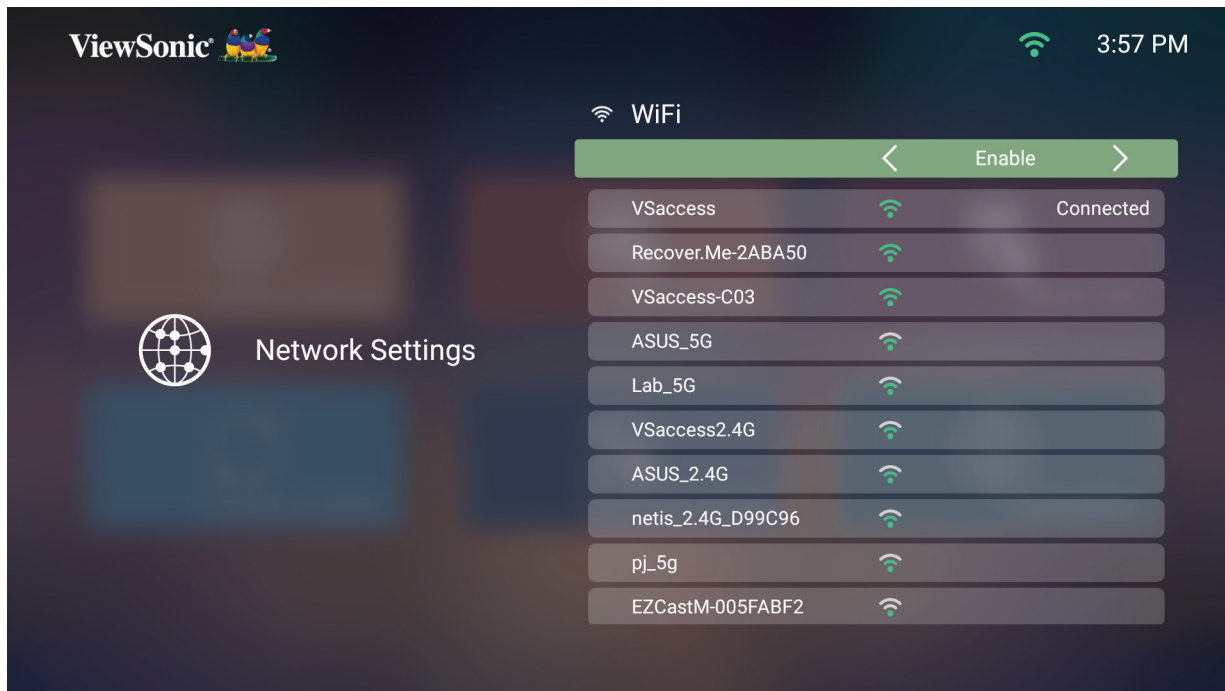 ViewSonic®
3:57 PM
WiFi
Enable
VSaccess Connected
Recover.Me-2ABA50
VSaccess-C03
ASUS_5G
Network Settings
Lab_5G
VSaccess2.4G
ASUS_2.4G
netis_2.4G_D99C96
pj_5g
EZCastM-005FABF2